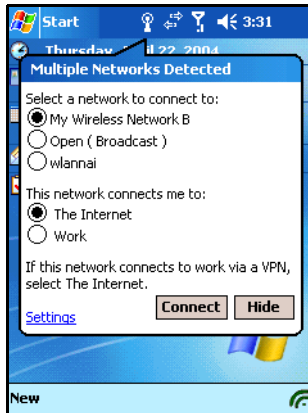 Start 3:31
Thursday, April 22, 2004
Multiple Networks Detected
Select a network to connect to:
My Wireless Network B
Open ( Broadcast )
wlannai
This network connects me to:
The Internet
Work
If this network connects to work via a VPN,
select The Internet.
Settings Connect Hide
New